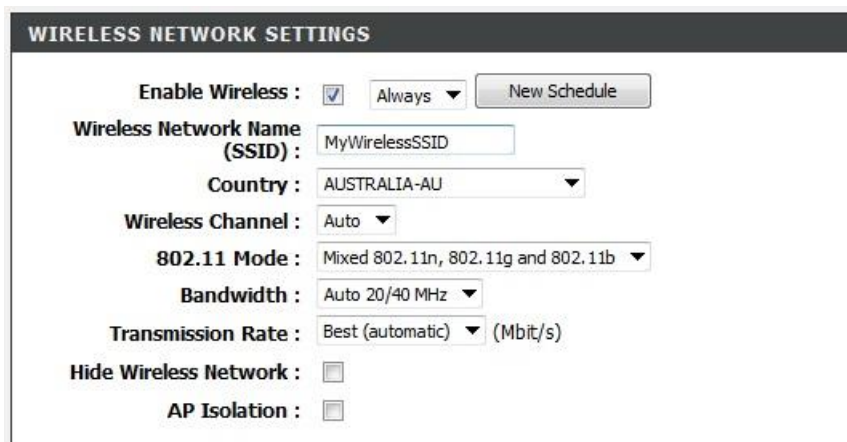 WIRELESS NETWORK SETTINGS
Enable Wireless : Always New Schedule
Wireless Network Name
(SSID) : MyWirelessSSID
Country : AUSTRALIA-AU
Wireless Channel : Auto
802.11 Mode : Mixed 802.11n, 802.11g and 802.11b
Bandwidth : Auto 20/40 MHz
Transmission Rate : Best (automatic) (Mbit/s)
Hide Wireless Network :
AP Isolation :